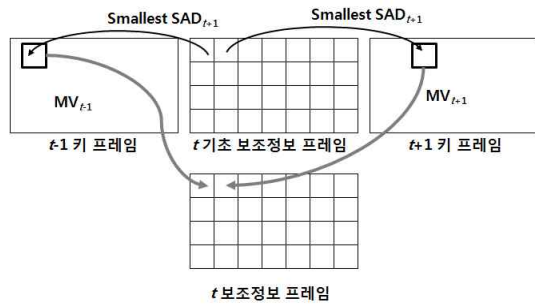 Smallest SADt+1 Smallest SADt+1
MVt-1 MVt+1
t-1 키 프레임 t 기초 보조정보 프레임 t+1 키 프레임
t 보조정보 프레임